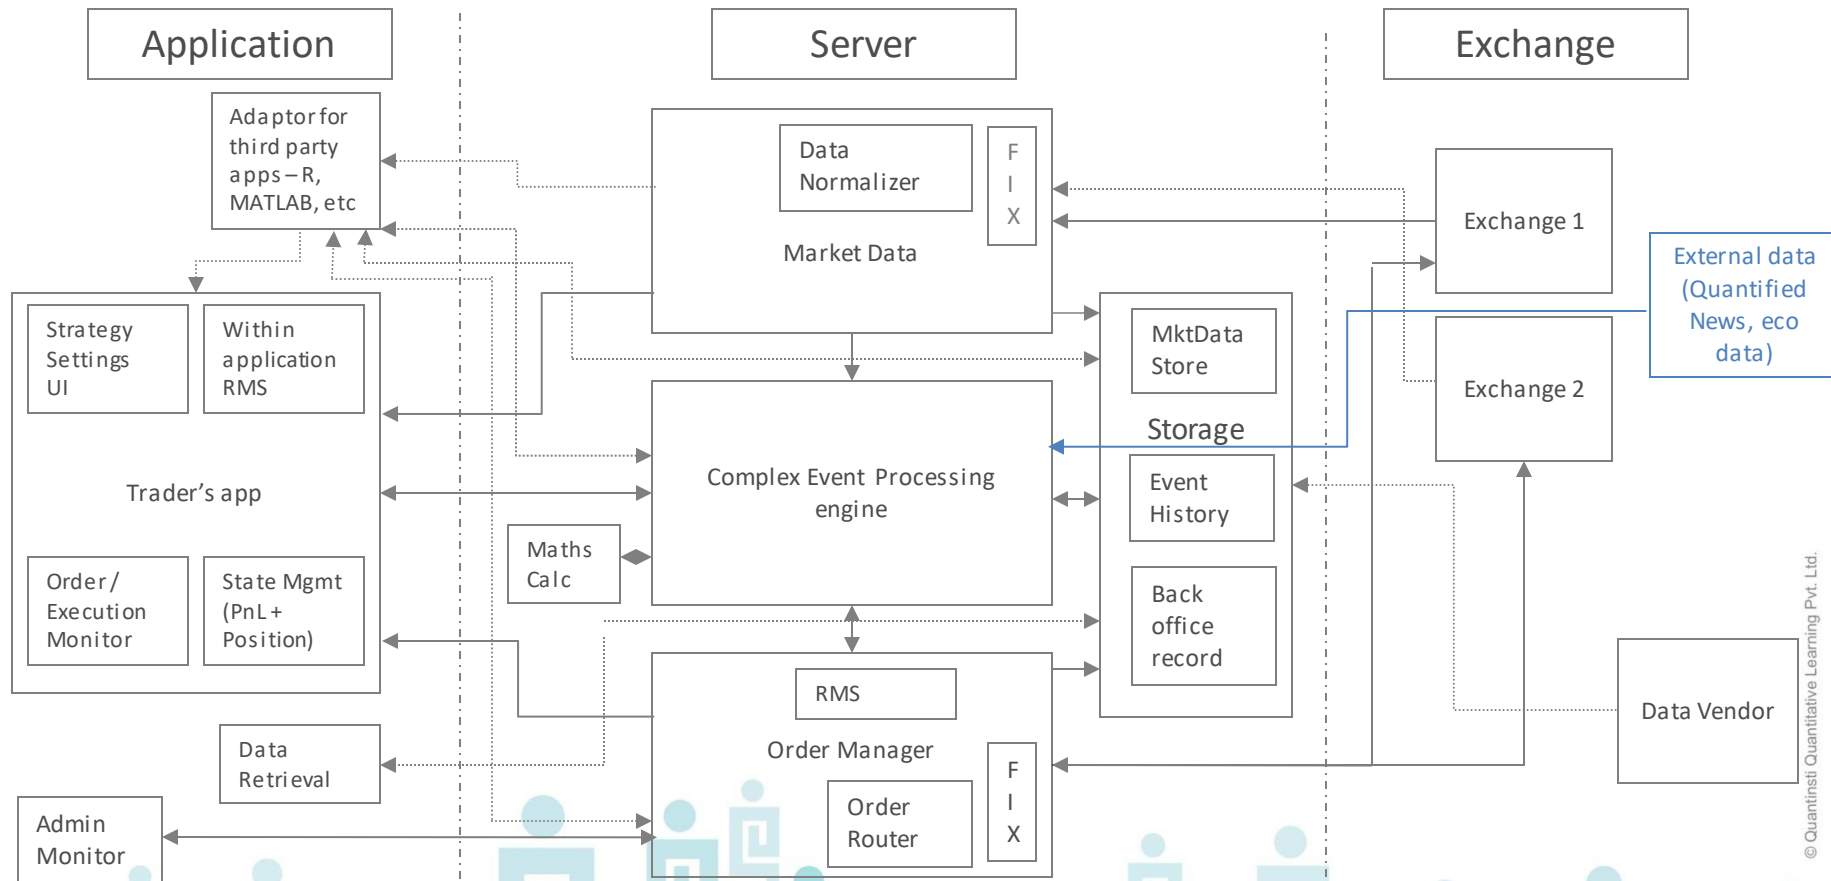 Application
Server
Exchange
Adaptor for
third party
apps – R,
MATLAB, etc
Data
Normalizer
F
I
X
Market Data
Exchange 1
External data
(Quantified
News, eco
data)
Strategy
Settings
UI
Within
application
RMS
MktData
Store
Exchange 2
Storage
Trader's app
Complex Event Processing
engine
Event
History
Maths
Calc
Order /
Execution
Monitor
State Mgmt
(PnL +
Position)
Back
office
record
RMS
Order Manager
Data
Retrieval
F
I
X
Order
Router
Data Vendor
Admin
Monitor
© Quantinsti Quantitative Learning Pvt. Ltd.